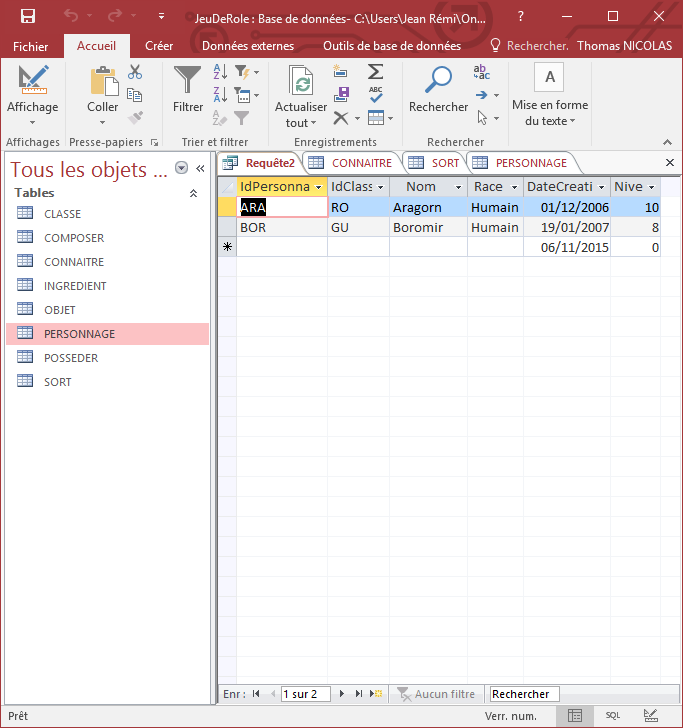 JeuDeRole : Base de données- C:\Users\Jean Rémi\On... ? Thomas NICOLAS
Fichier Accueil Créer Données externes Outils de base de données Rechercher. Thomas NICOLAS
Affichage Coller Filtrer Actualiser tout Rechercher Mise en forme du texte
Affichages Presse-papiers Trier et filtrer Enregistrements Rechercher
Tous les objets ... «
Tables
CLASSE
COMPOSER
CONNAITRE
INGREDIENT
OBJET
PERSONNAGE
POSSEDER
SORT
Requête2 CONNAITRE SORT PERSONNAGE
IdPersonna IdClass Nom Race DateCreati Nive
ARA RO Aragorn Humain 01/12/2006 10
BOR GU Boromir Humain 19/01/2007 8
06/11/2015 0
Enr : 1 sur 2 Aucun filtre Rechercher
Prêt Verr. num. SQL